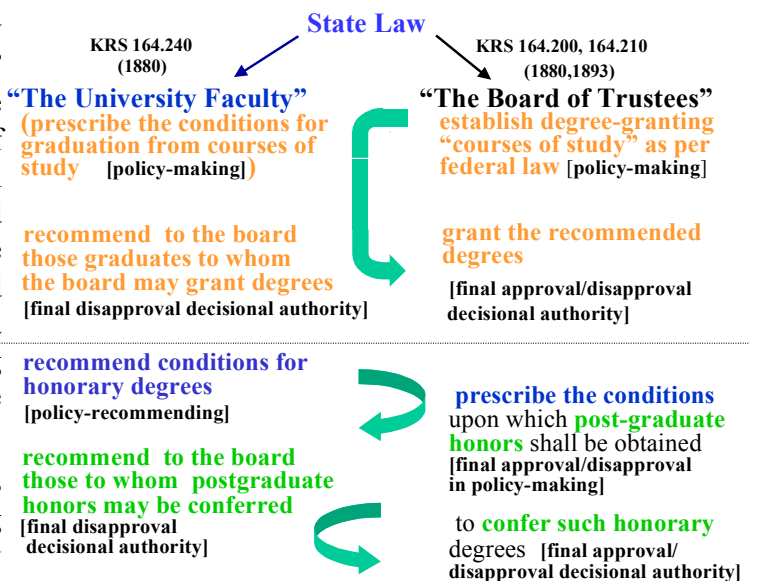 State Law
KRS 164.240
(1880)
“The University Faculty”
(prescribe the conditions for
graduation from courses of
study [policy-making])
recommend to the board
those graduates to whom
the board may grant degrees
[final disapproval decisional authority]
KRS 164.200, 164.210
(1880,1893)
“The Board of Trustees”
establish degree-granting
“courses of study” as per
federal law [policy-making]
grant the recommended
degrees
[final approval/disapproval
decisional authority]
recommend conditions for
honorary degrees
[policy-recommending]
recommend to the board
those to whom postgraduate
honors may be conferred
[final disapproval
decisional authority]
prescribe the conditions
upon which post-graduate
honors shall be obtained
[final approval/disapproval
in policy-making]
to confer such honorary
degrees [final approval/
disapproval decisional authority]